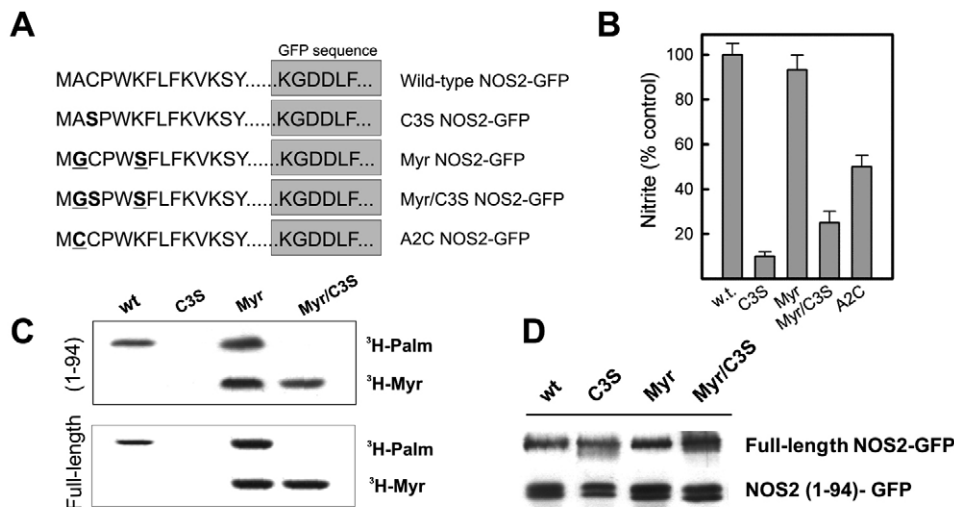 A
GFP sequence
MACPWKFLFKVKSY......KGDDLF... Wild-type NOS2-GFP
MASPWKFLFKVKSY......KGDDLF... C3S NOS2-GFP
MGCPWSFLFKVKSY......KGDDLF... Myr NOS2-GFP
MGSPWSFLFKVKSY......KGDDLF... Myr/C3S NOS2-GFP
MCCPWKFLFKVKSY......KGDDLF... A2C NOS2-GFP
B
Nitrite (% control)
100
80
60
40
20
w.t. C3S Myr Myr/C3S A2C
C
wt C3S Myr Myr/C3S
(1-94)
³H-Palm
³H-Myr
Full-length
³H-Palm
³H-Myr
D
wt C3S Myr Myr/C3S
Full-length NOS2-GFP
NOS2 (1-94)- GFP